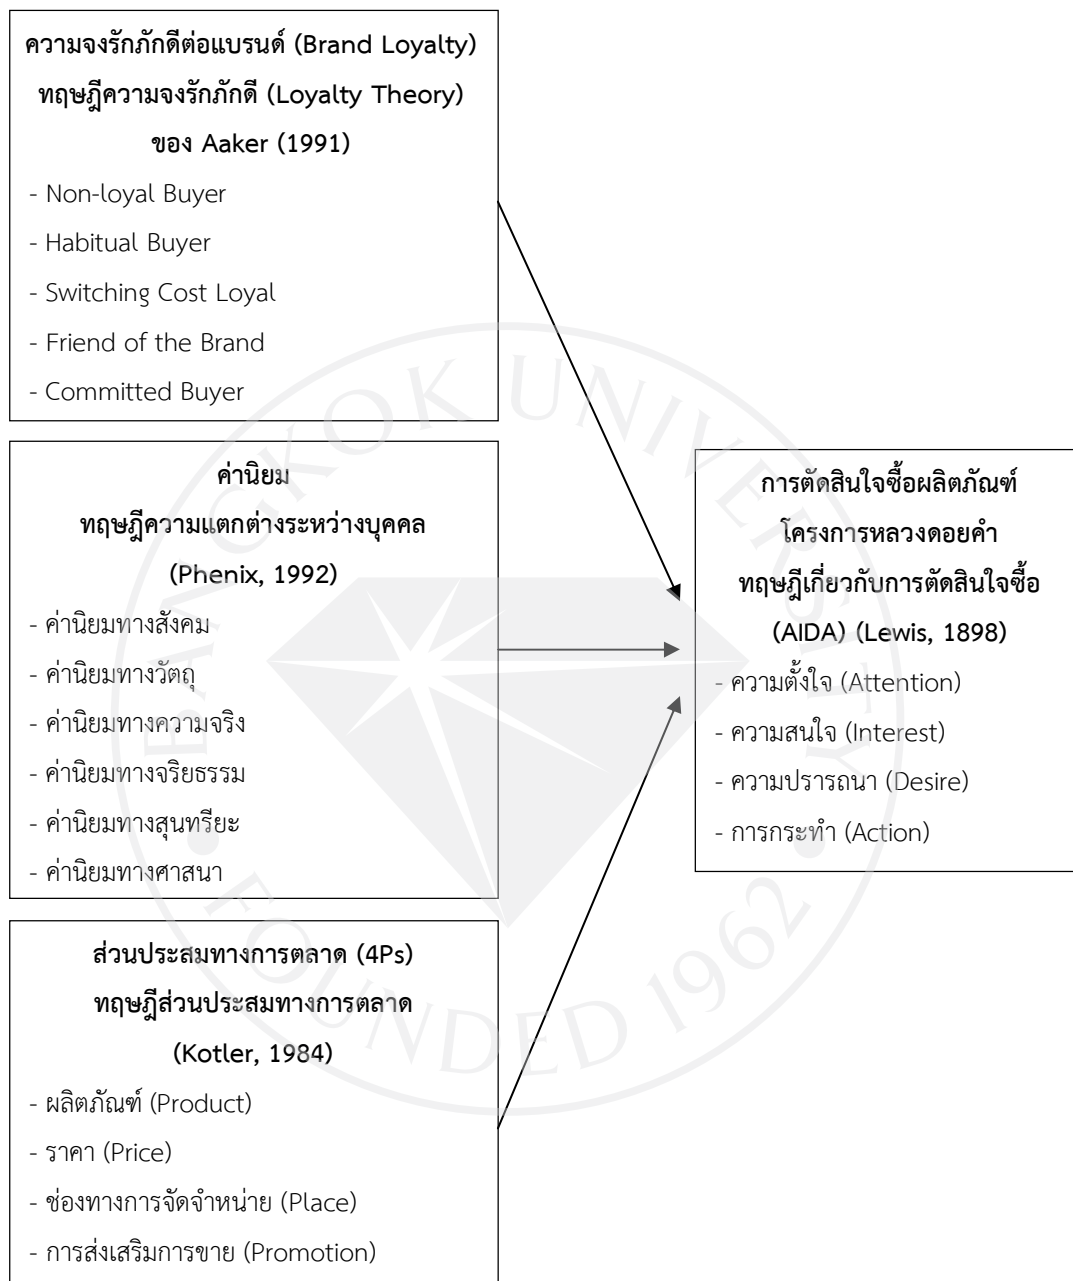 ความจงรักภักดีต่อแบรนด์ (Brand Loyalty)
ทฤษฎีความจงรักภักดี (Loyalty Theory)
ของ Aaker (1991)
- Non-loyal Buyer
- Habitual Buyer
- Switching Cost Loyal
- Friend of the Brand
- Committed Buyer
ค่านิยม
ทฤษฎีความแตกต่างระหว่างบุคคล
(Phenix, 1992)
- ค่านิยมทางสังคม
- ค่านิยมทางวัตถุ
- ค่านิยมทางความจริง
- ค่านิยมทางจริยธรรม
- ค่านิยมทางสุนทรียะ
- ค่านิยมทางศาสนา
ส่วนประสมทางการตลาด (4Ps)
ทฤษฎีส่วนประสมทางการตลาด
(Kotler, 1984)
- ผลิตภัณฑ์ (Product)
- ราคา (Price)
- ช่องทางการจัดจำหน่าย (Place)
- การส่งเสริมการขาย (Promotion)
การตัดสินใจซื้อผลิตภัณฑ์
โครงการหลวงดอยคำ
ทฤษฎีเกี่ยวกับการตัดสินใจซื้อ
(AIDA) (Lewis, 1898)
- ความตั้งใจ (Attention)
- ความสนใจ (Interest)
- ความปรารถนา (Desire)
- การกระทำ (Action)
BANGKOK UNIVERSITY
FOUNDED 1962